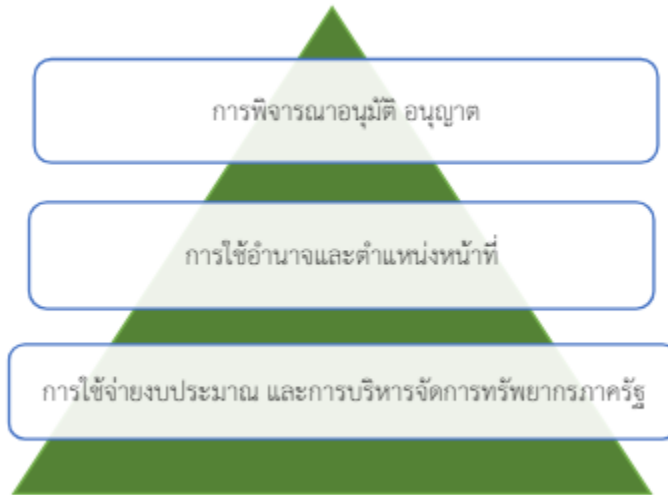 การพิจารณาอนุมัติ อนุญาต
การใช้อำนาจและตำแหน่งหน้าที่
การใช้จ่ายงบประมาณ และการบริหารจัดการทรัพยากรภาครัฐ